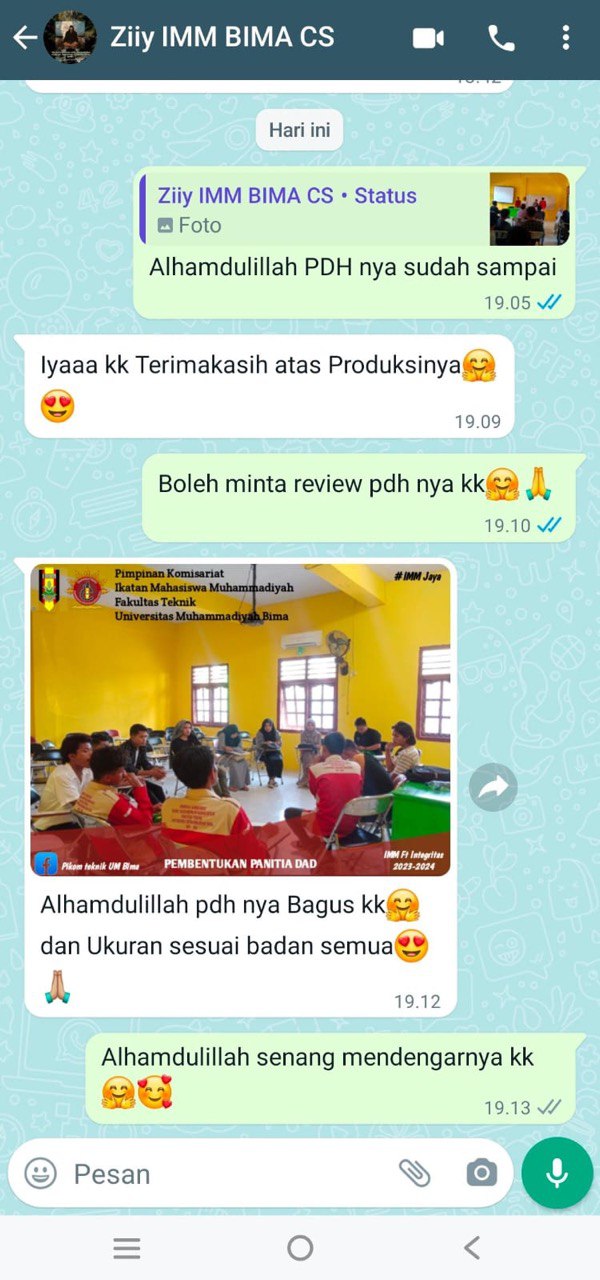 Ziiy IMM BIMA CS
Hari ini
Ziiy IMM BIMA CS • Status
Foto
Alhamdulillah PDH nya sudah sampai
19.05
Iyaaa kk Terimakasih atas Produksinya🤗
😍
19.09
Boleh minta review pdh nya kk🤗🙏
19.10
Pimpinan Komisariat
Ikatan Mahasiswa Muhammadiyah
Fakultas Teknik
Universitas Muhammadiyah Bima
#IMM Jaya
Pikom teknik UM Bima
PEMBENTUKAN PANITIA DAD
IMM Ft Integritas
2023-2024
Alhamdulillah pdh nya Bagus kk🤗
dan Ukuran sesuai badan semua😍
🙏🏼
19.12
Alhamdulillah senang mendengarnya kk
🤗🥰
19.13
Pesan